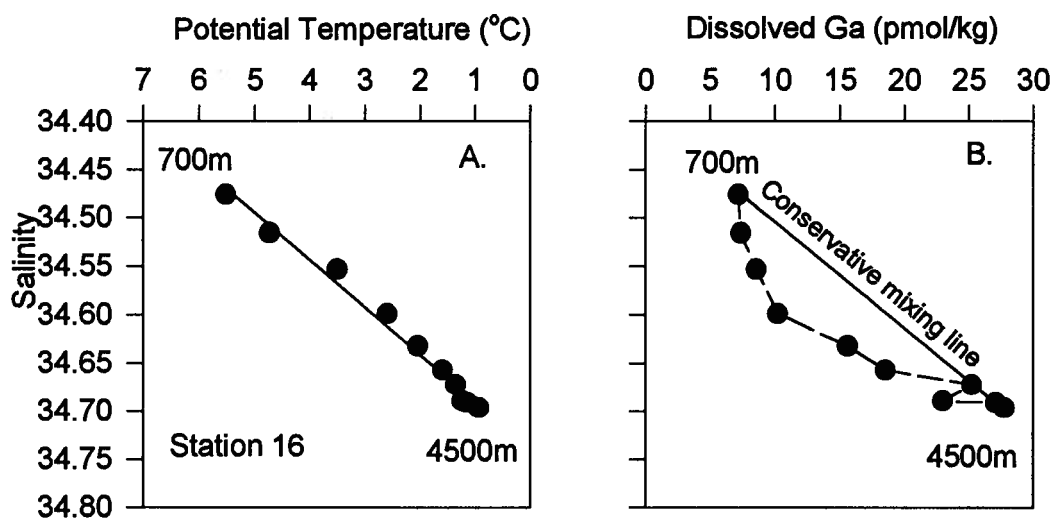 Potential Temperature (°C)
7 6 5 4 3 2 1 0
Salinity
34.40
34.45
34.50
34.55
34.60
34.65
34.70
34.75
34.80
700m
A.
Station 16
4500m
Dissolved Ga (pmol/kg)
0 5 10 15 20 25 30
700m
B.
Conservative mixing line
4500m